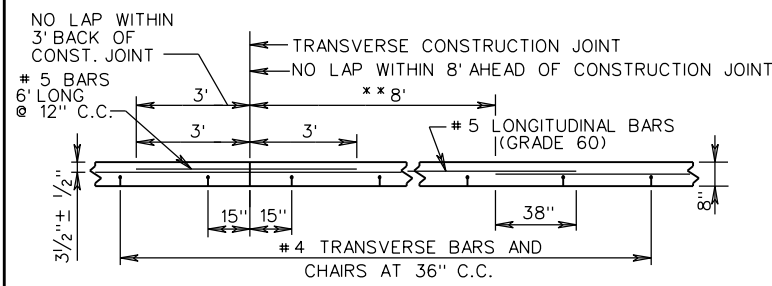 NO LAP WITHIN
3' BACK OF
CONST. JOINT
TRANSVERSE CONSTRUCTION JOINT
NO LAP WITHIN 8' AHEAD OF CONSTRUCTION JOINT
# 5 BARS
6' LONG
@ 12" C.C.
3'
**8'
3'
3'
# 5 LONGITUDINAL BARS
(GRADE 60)
3½"± ½"
8"
15"
15"
38"
#4 TRANSVERSE BARS AND
CHAIRS AT 36" C.C.